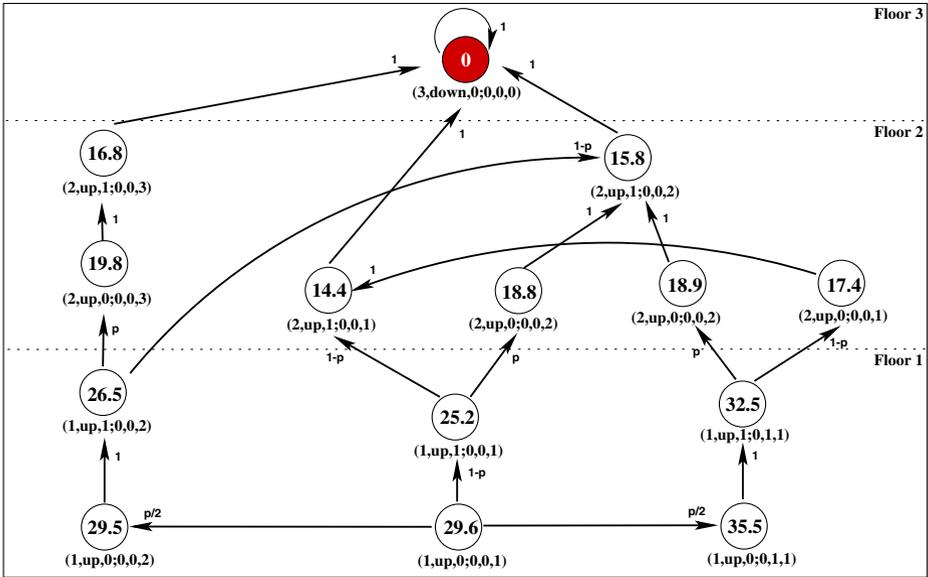 Floor 3
1
0
1
1
(3,down,0;0,0,0)
1
Floor 2
16.8
1-p
15.8
(2,up,1;0,0,3)
(2,up,1;0,0,2)
1
1
1
19.8
1
14.4
18.8
18.9
17.4
(2,up,0;0,0,3)
(2,up,1;0,0,1)
(2,up,0;0,0,2)
(2,up,0;0,0,2)
(2,up,0;0,0,1)
p
1-p
p
p
1-p
Floor 1
26.5
25.2
32.5
(1,up,1;0,0,2)
(1,up,1;0,0,1)
(1,up,1;0,1,1)
1
1-p
1
p/2
p/2
29.5
29.6
35.5
(1,up,0;0,0,2)
(1,up,0;0,0,1)
(1,up,0;0,1,1)